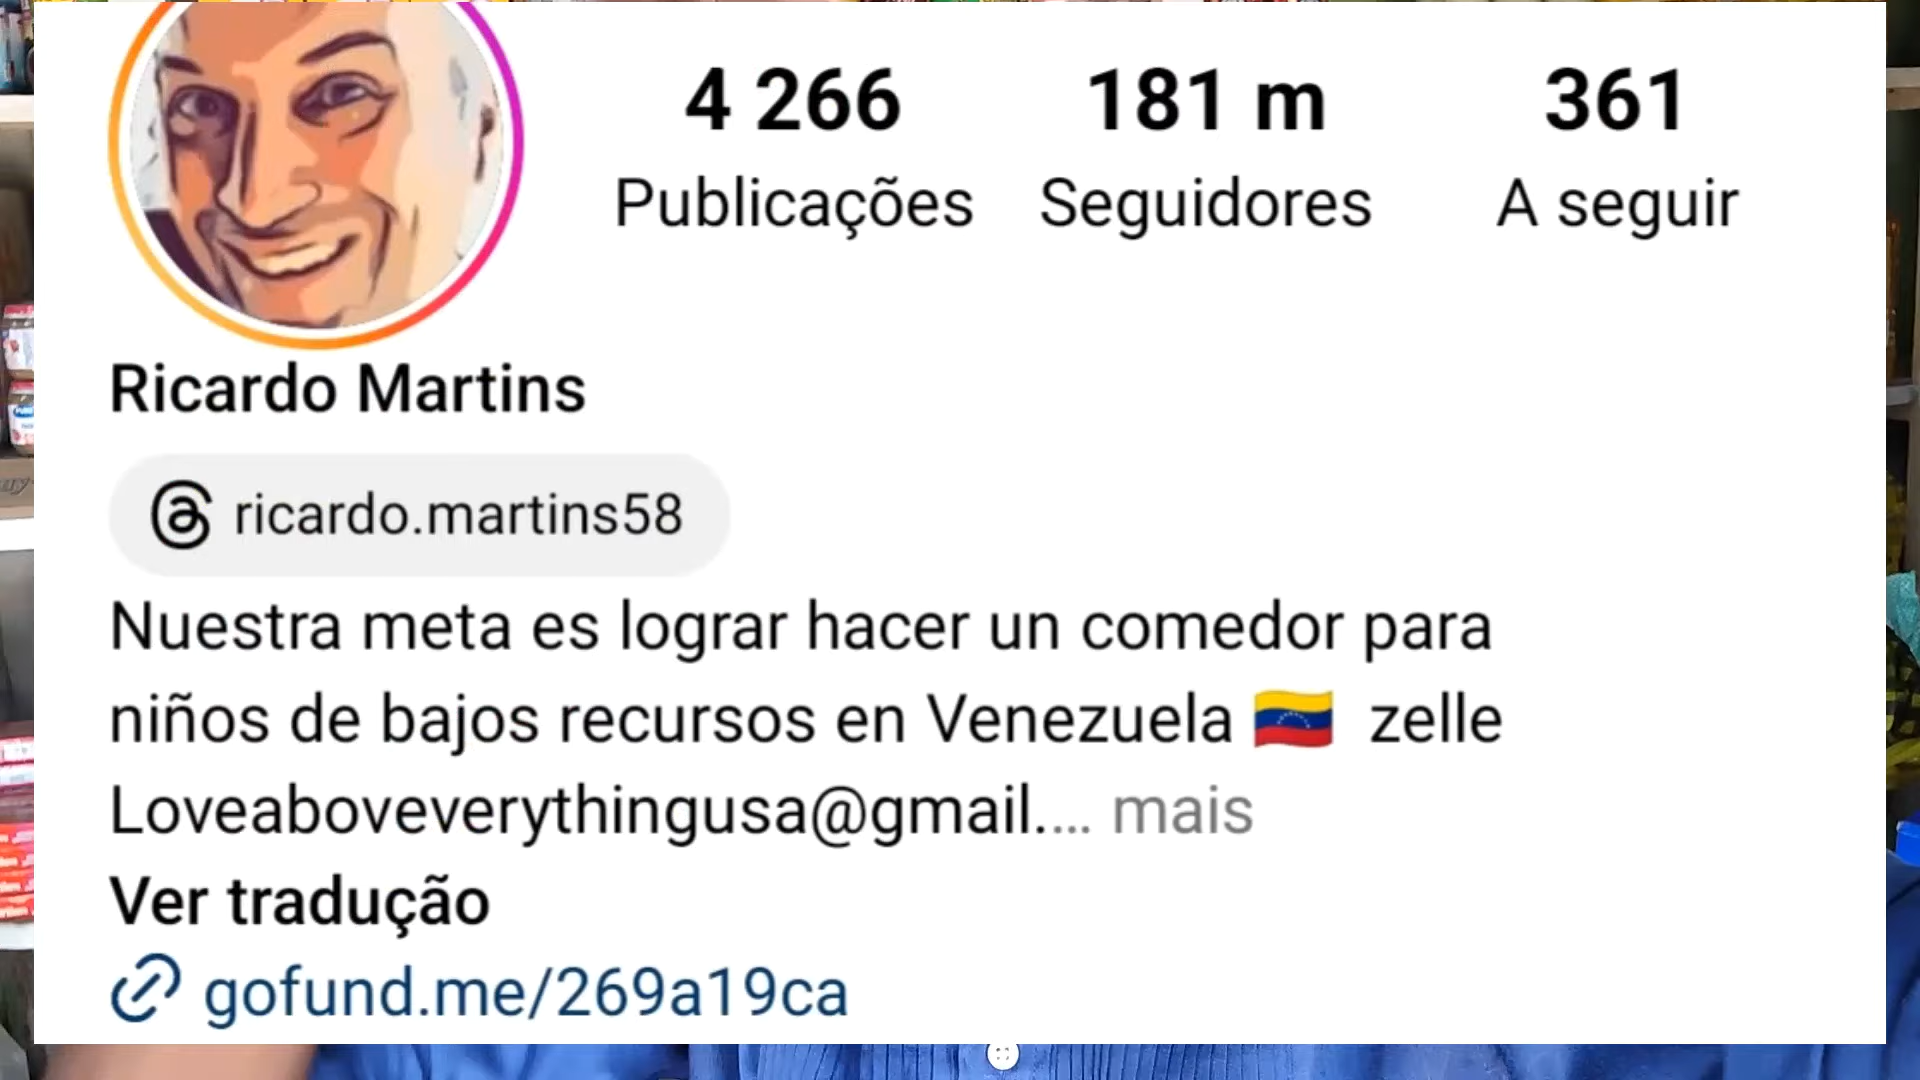 4 266
181 m
361
Publicações
Seguidores
A seguir
Ricardo Martins
ricardo.martins58
Nuestra meta es lograr hacer un comedor para
niños de bajos recursos en Venezuela 🇻🇪 zelle
Loveaboveverythingusa@gmail.... mais
Ver tradução
gofund.me/269a19ca